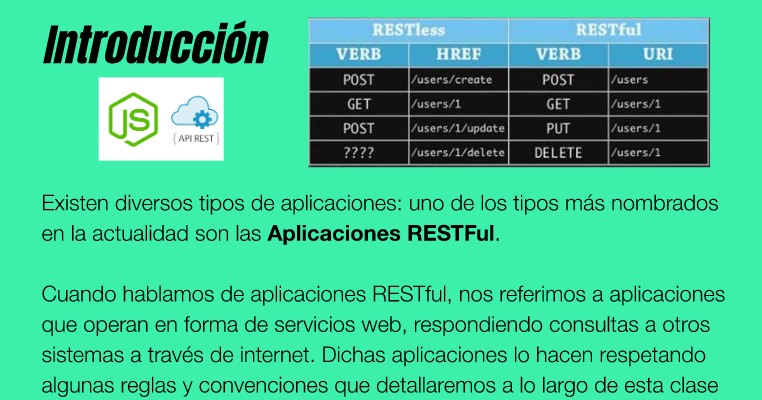 Introducción
JS
{ API REST }
RESTless RESTful
VERB HREF VERB URI
POST /users/create POST /users
GET /users/1 GET /users/1
POST /users/1/update PUT /users/1
???? /users/1/delete DELETE /users/1
Existen diversos tipos de aplicaciones: uno de los tipos más nombrados
en la actualidad son las Aplicaciones RESTFul.
Cuando hablamos de aplicaciones RESTful, nos referimos a aplicaciones
que operan en forma de servicios web, respondiendo consultas a otros
sistemas a través de internet. Dichas aplicaciones lo hacen respetando
algunas reglas y convenciones que detallaremos a lo largo de esta clase